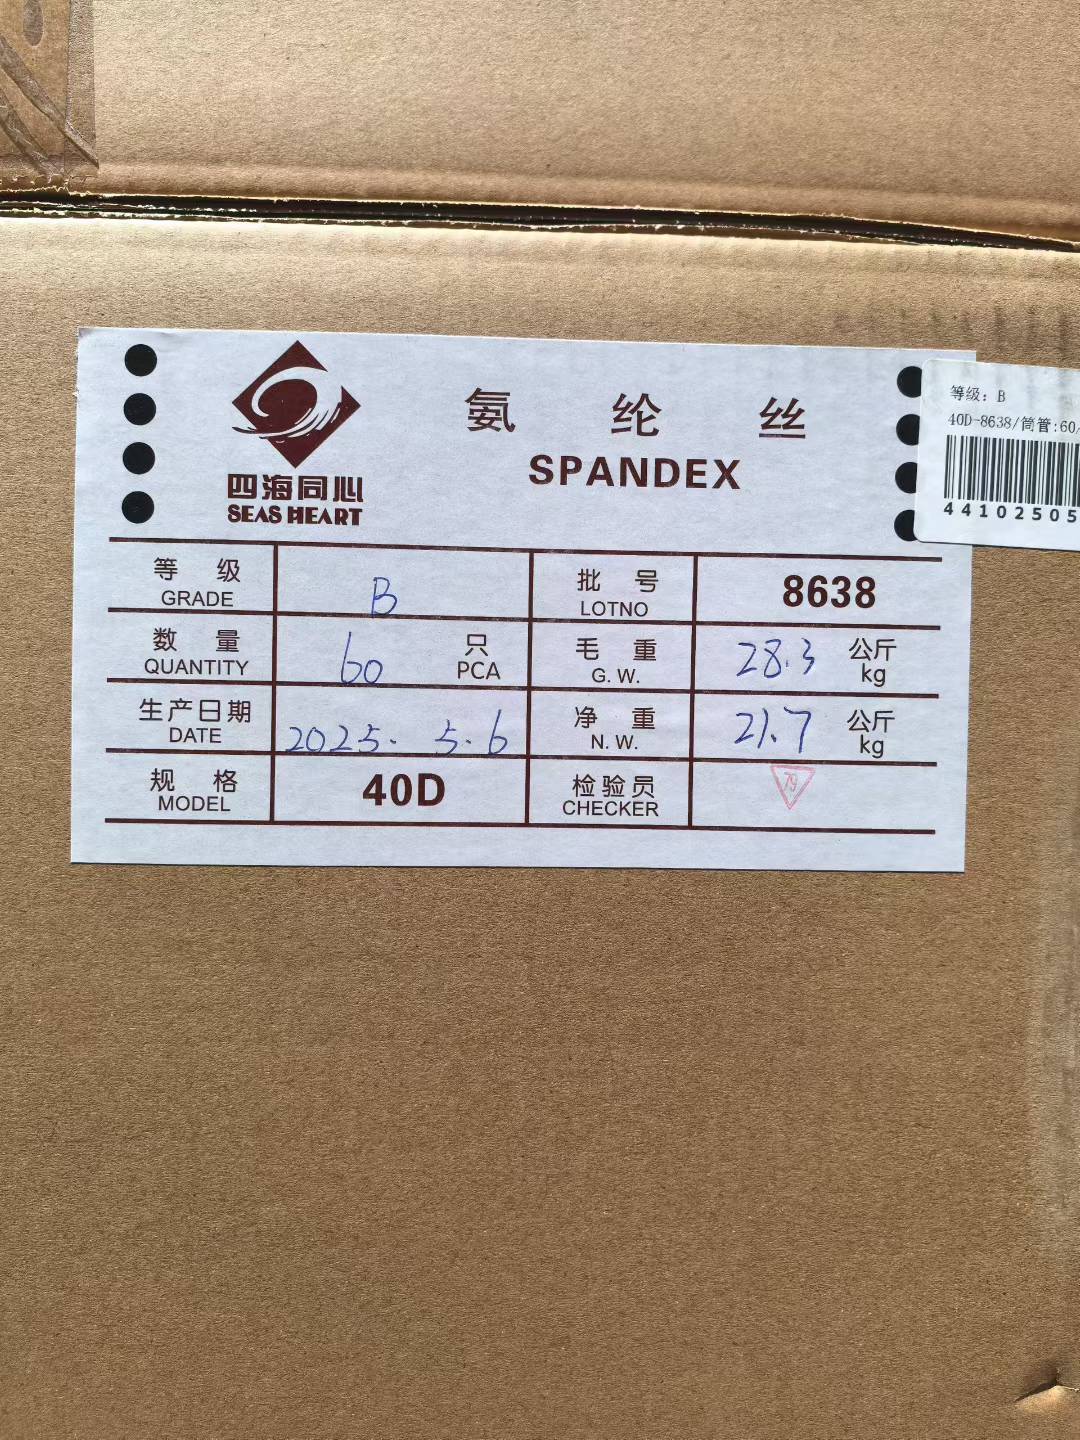 四海同心
SEAS HEART
氨纶丝
SPANDEX
等级:B
40D-8638/筒管:60
44102505
等级 GRADE B 批号 LOTNO 8638
数量 QUANTITY 60 只 PCA 毛重 G.W. 28.3 公斤 kg
生产日期 DATE 2025.5.6 净重 N.W. 21.7 公斤 kg
规格 MODEL 40D 检验员 CHECKER 79